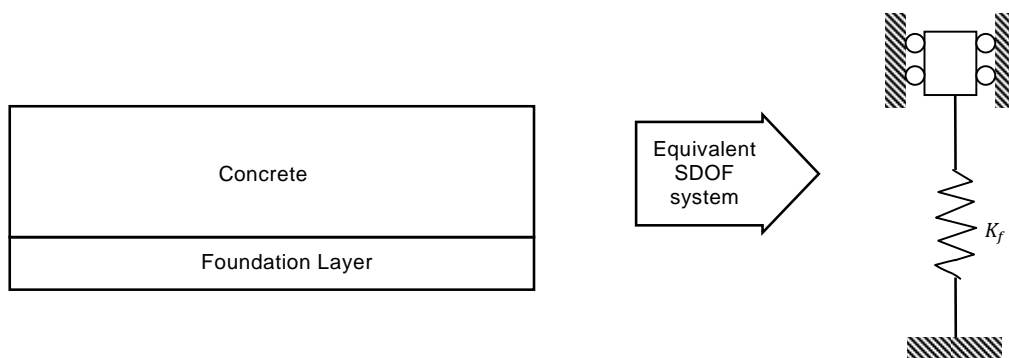 Concrete
Foundation Layer
Equivalent
SDOF
system
K_f